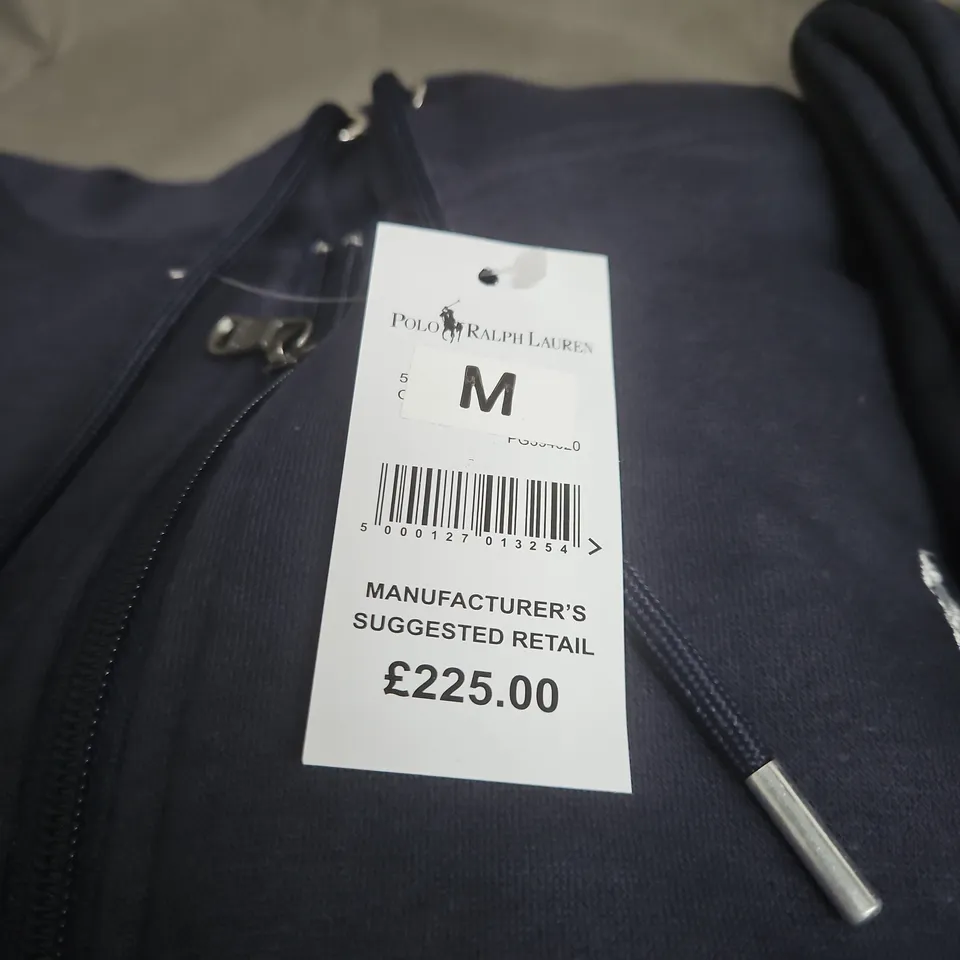 POLO RALPH LAUREN
M
5 000127 013254 >
MANUFACTURER'S
SUGGESTED RETAIL
£225.00